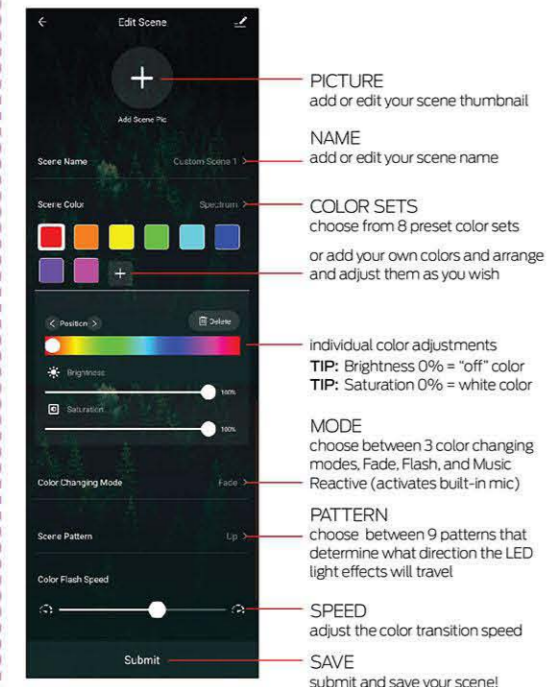 Edit Scene
Add Scene Pic
PICTURE
add or edit your scene thumbnail
NAME
add or edit your scene name
Scene Name
Custom Scene 1 >
Scene Color
Spectrum >
COLOR SETS
choose from 8 preset color sets
or add your own colors and arrange
and adjust them as you wish
< Position >
Delete
individual color adjustments
TIP: Brightness 0% = "off" color
TIP: Saturation 0% = white color
Brightness
100%
Saturation
100%
MODE
choose between 3 color changing
modes, Fade, Flash, and Music
Reactive (activates built-in mic)
Color Changing Mode
Fade >
PATTERN
choose between 9 patterns that
determine what direction the LED
light effects will travel
Scene Pattern
Up >
Color Flash Speed
SPEED
adjust the color transition speed
Submit
SAVE
submit and save your scene!